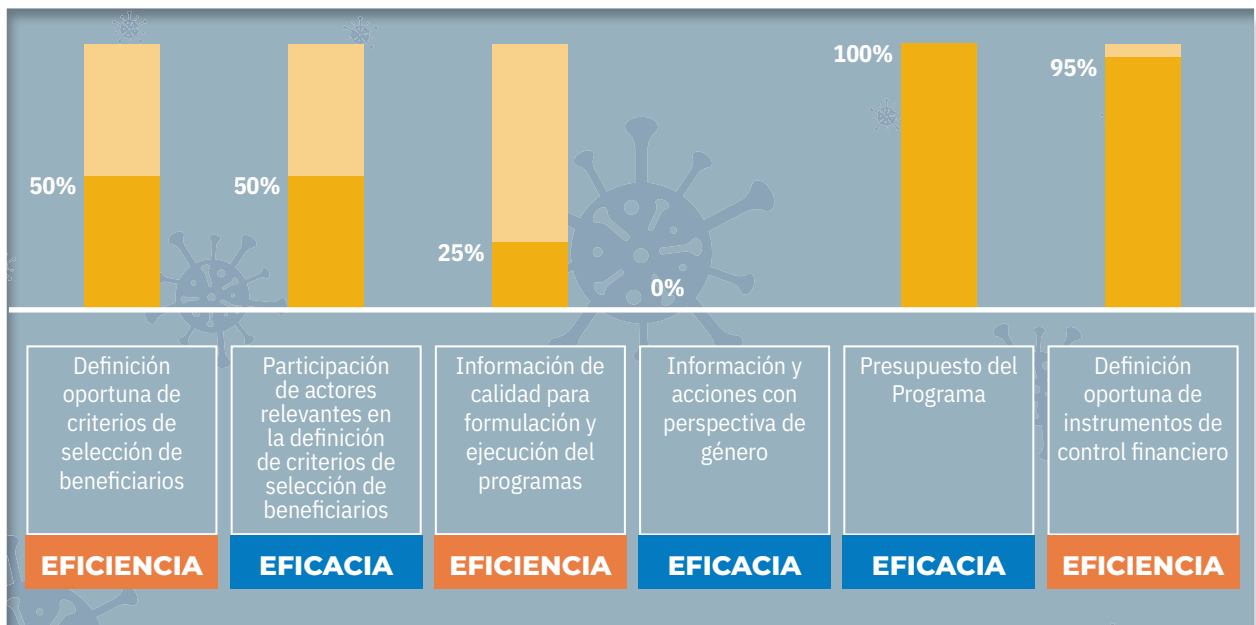 50%
50%
25%
0%
100%
95%
Definición
oportuna de
criterios de
selección de
beneficiarios
EFICIENCIA
Participación
de actores
relevantes en
la definición
de criterios de
selección de
beneficiarios
EFICACIA
Información de
calidad para
formulación y
ejecución del
programas
EFICIENCIA
Información y
acciones con
perspectiva de
género
EFICACIA
Presupuesto del
Programa
EFICACIA
Definición
oportuna de
instrumentos de
control financiero
EFICIENCIA